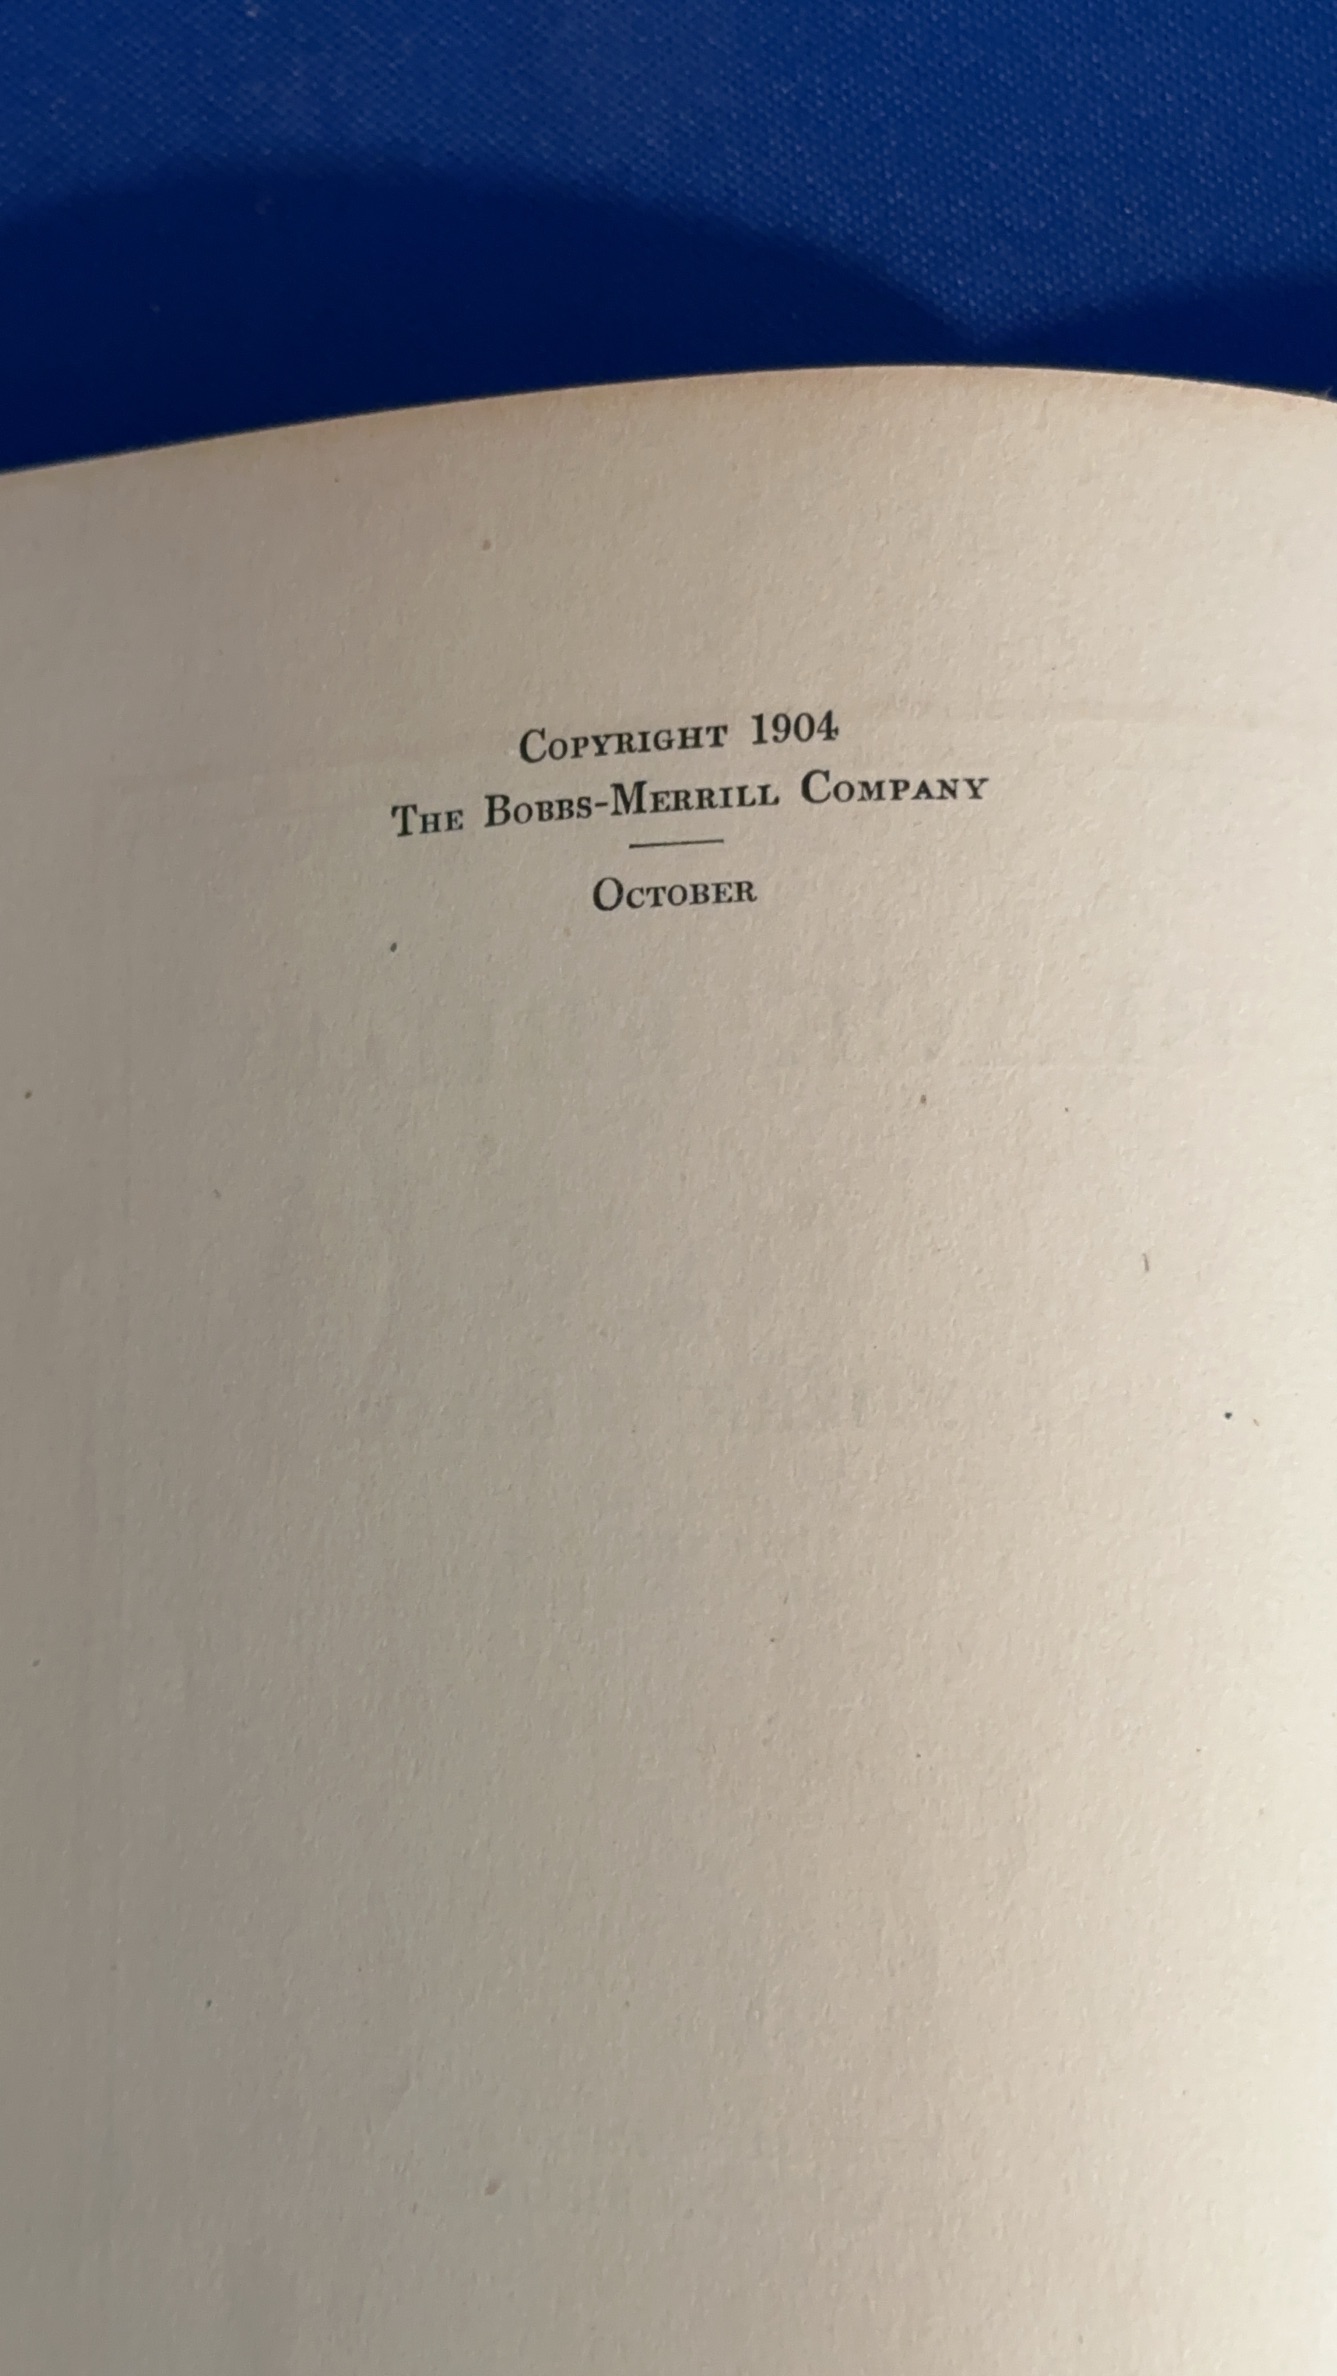 Copyright 1904
The Bobbs-Merrill Company
October